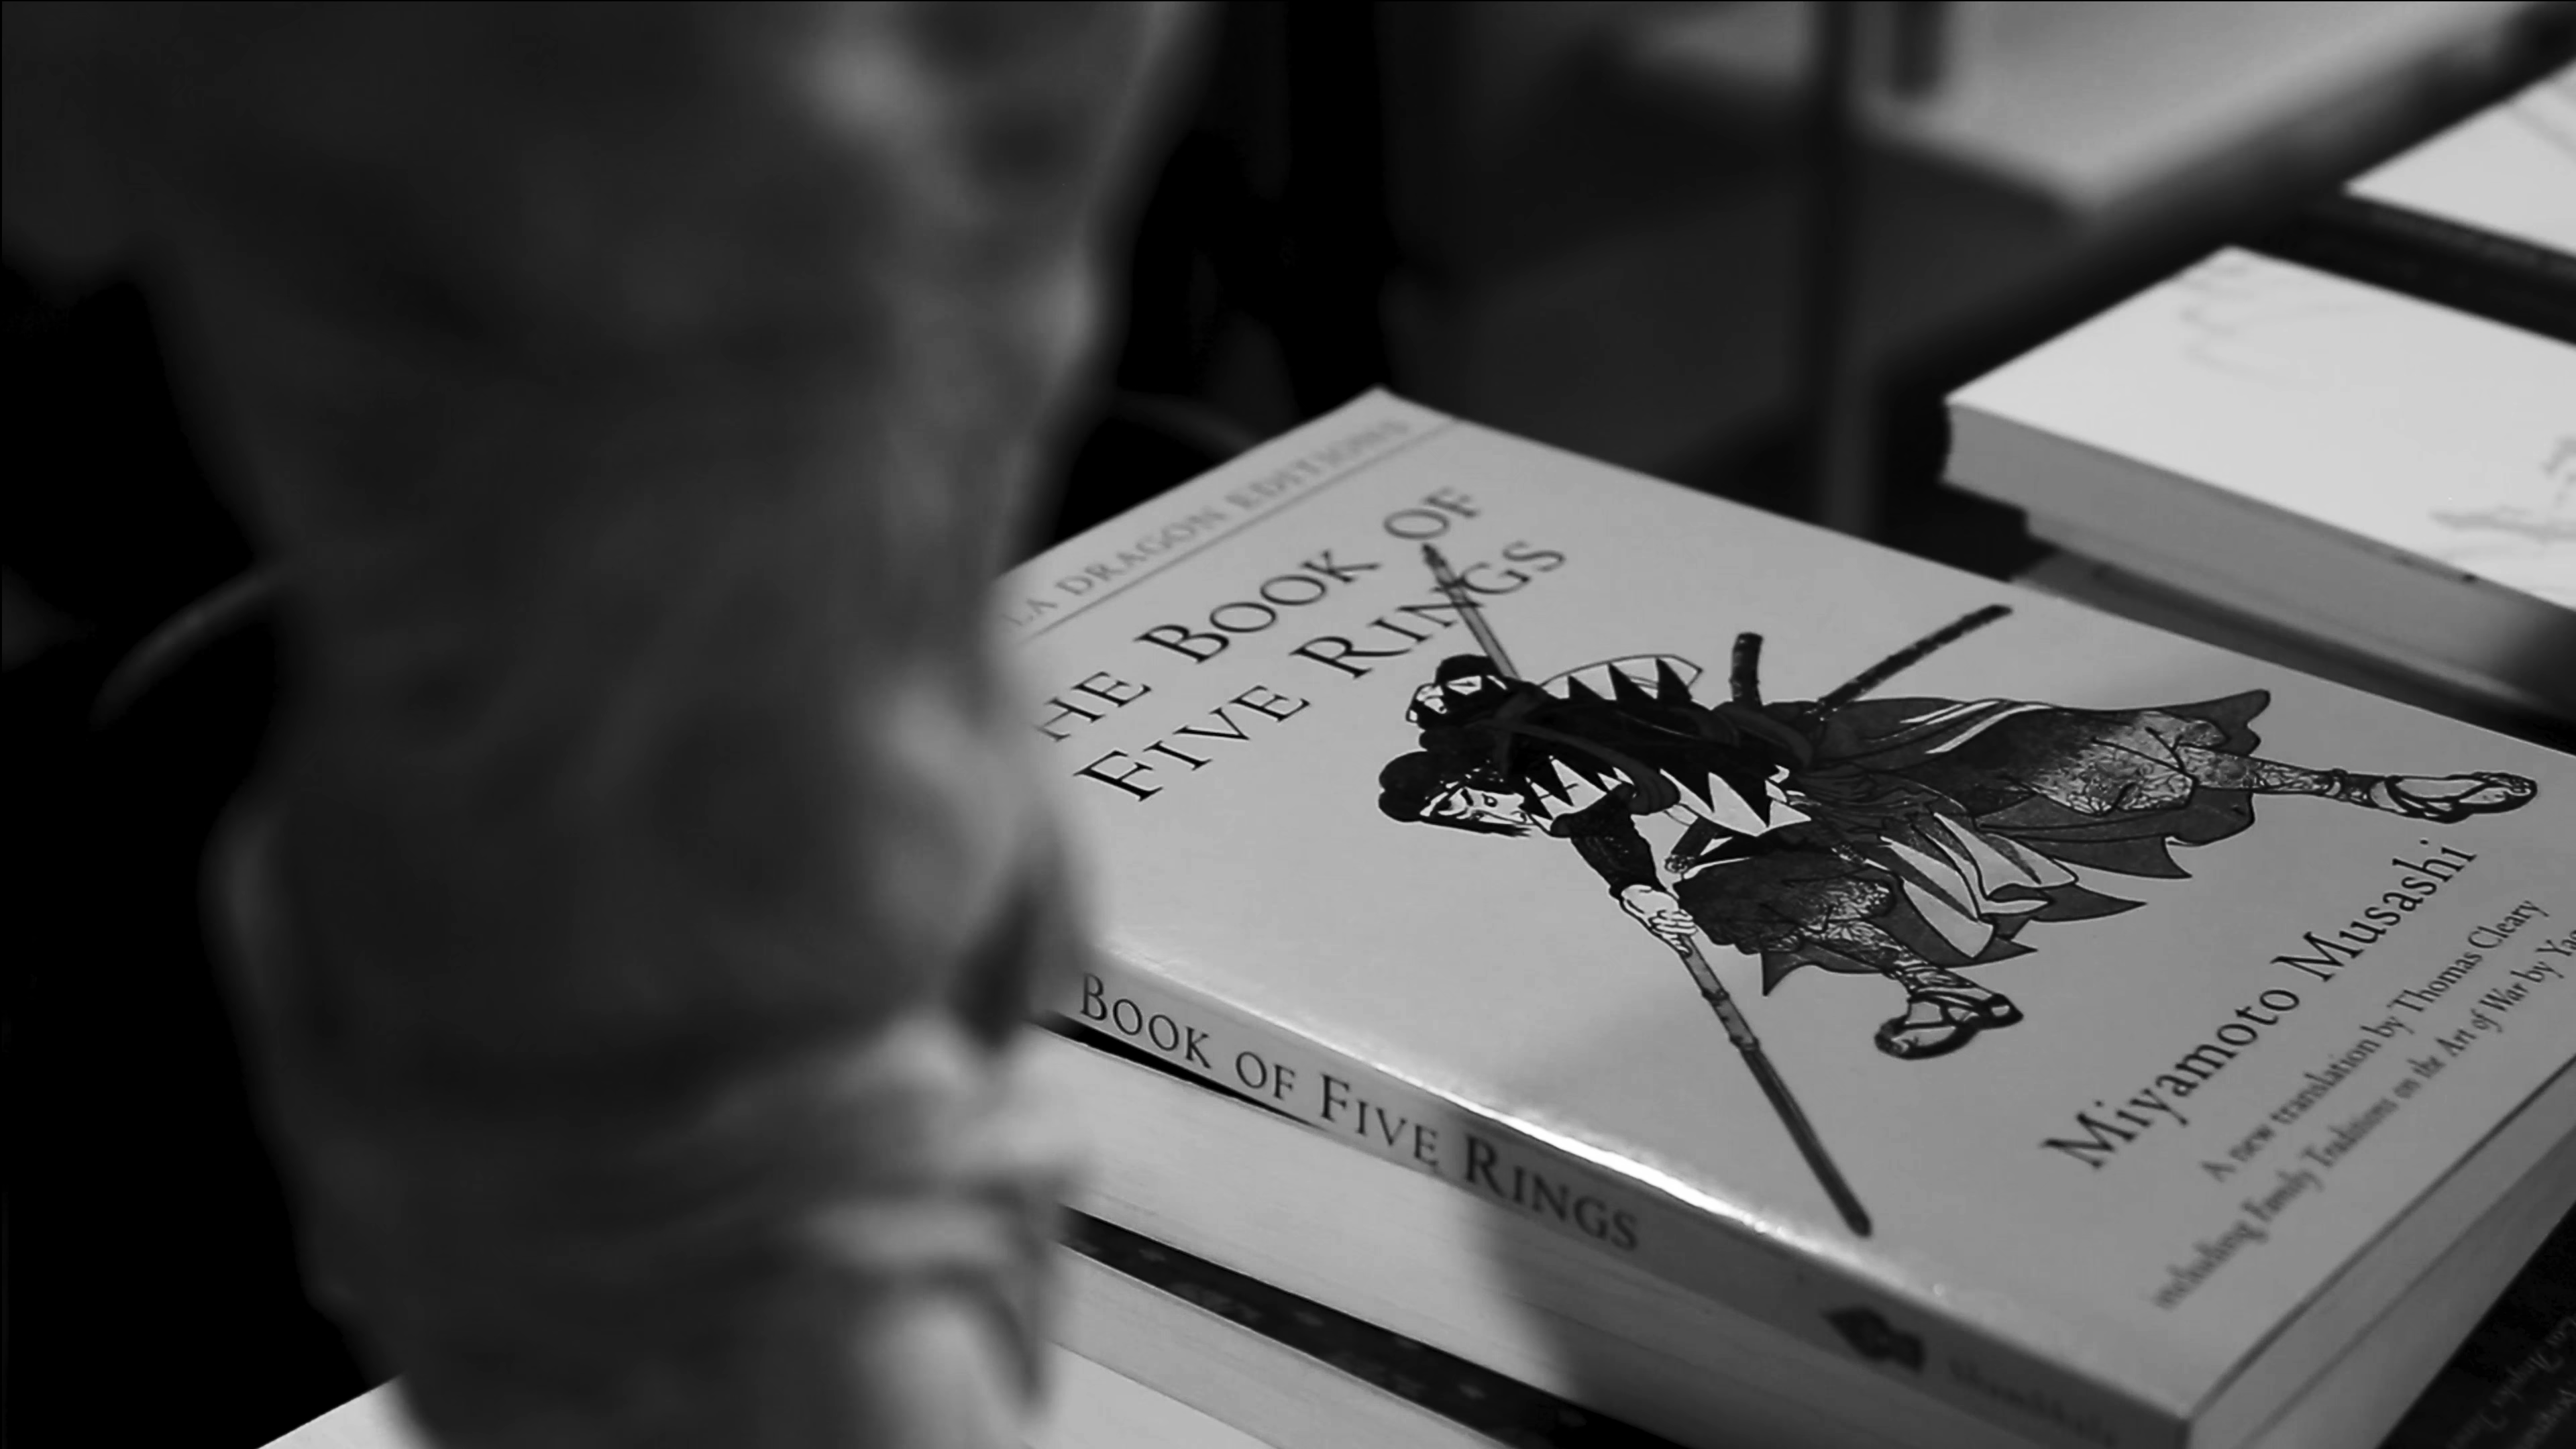 LA DRAGON EDITIONS
HE BOOK OF
FIVE RINGS
Miyamoto Musashi
A new translation by Thomas Cleary
including Family Traditions on the Art of War by
BOOK OF FIVE RINGS